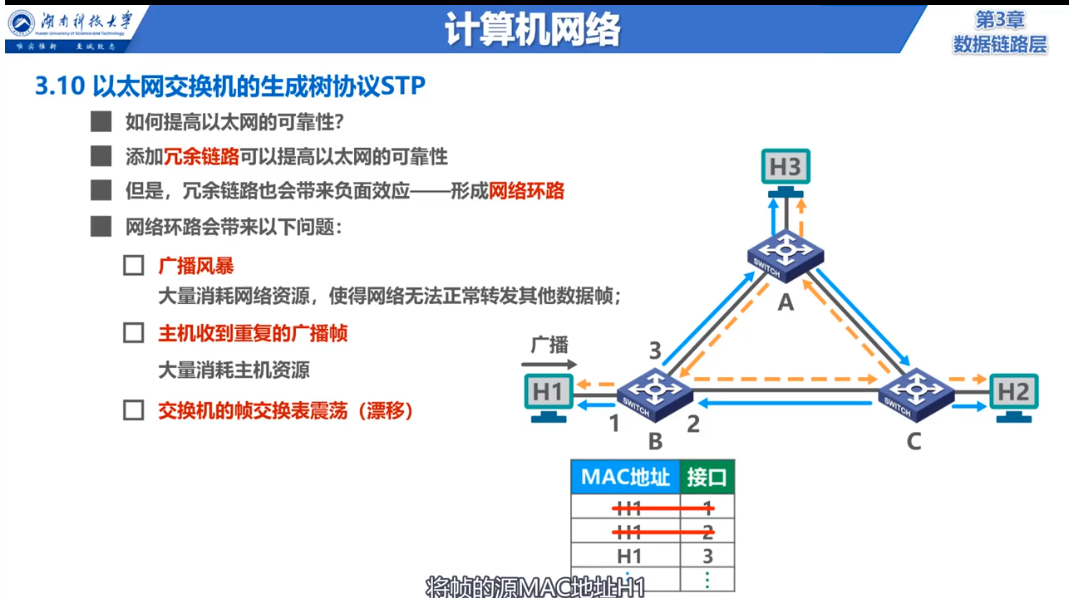 湖南科技大学
Hunan University of Science and Technology
唯实惟新 至诚致志
计算机网络
第3章
数据链路层
3.10 以太网交换机的生成树协议STP
如何提高以太网的可靠性？
添加冗余链路可以提高以太网的可靠性
但是，冗余链路也会带来负面效应——形成网络环路
网络环路会带来以下问题：
广播风暴
大量消耗网络资源，使得网络无法正常转发其他数据帧；
主机收到重复的广播帧
大量消耗主机资源
交换机的帧交换表震荡（漂移）
H3
SWITCH
A
广播
3
H1
SWITCH
SWITCH
H2
1
2
B
C
MAC地址 接口
H1 1
H1 2
H1 3
⋮ ⋮
将帧的源MAC地址H1